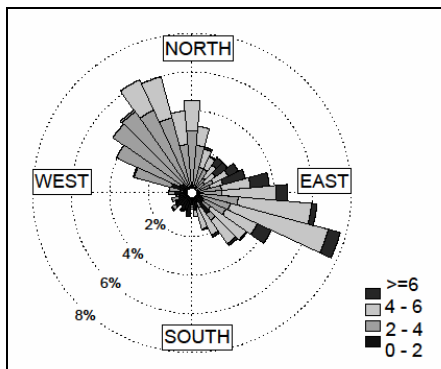 NORTH
WEST
EAST
2%
4%
6%
8%
SOUTH
>=6
4 - 6
2 - 4
0 - 2